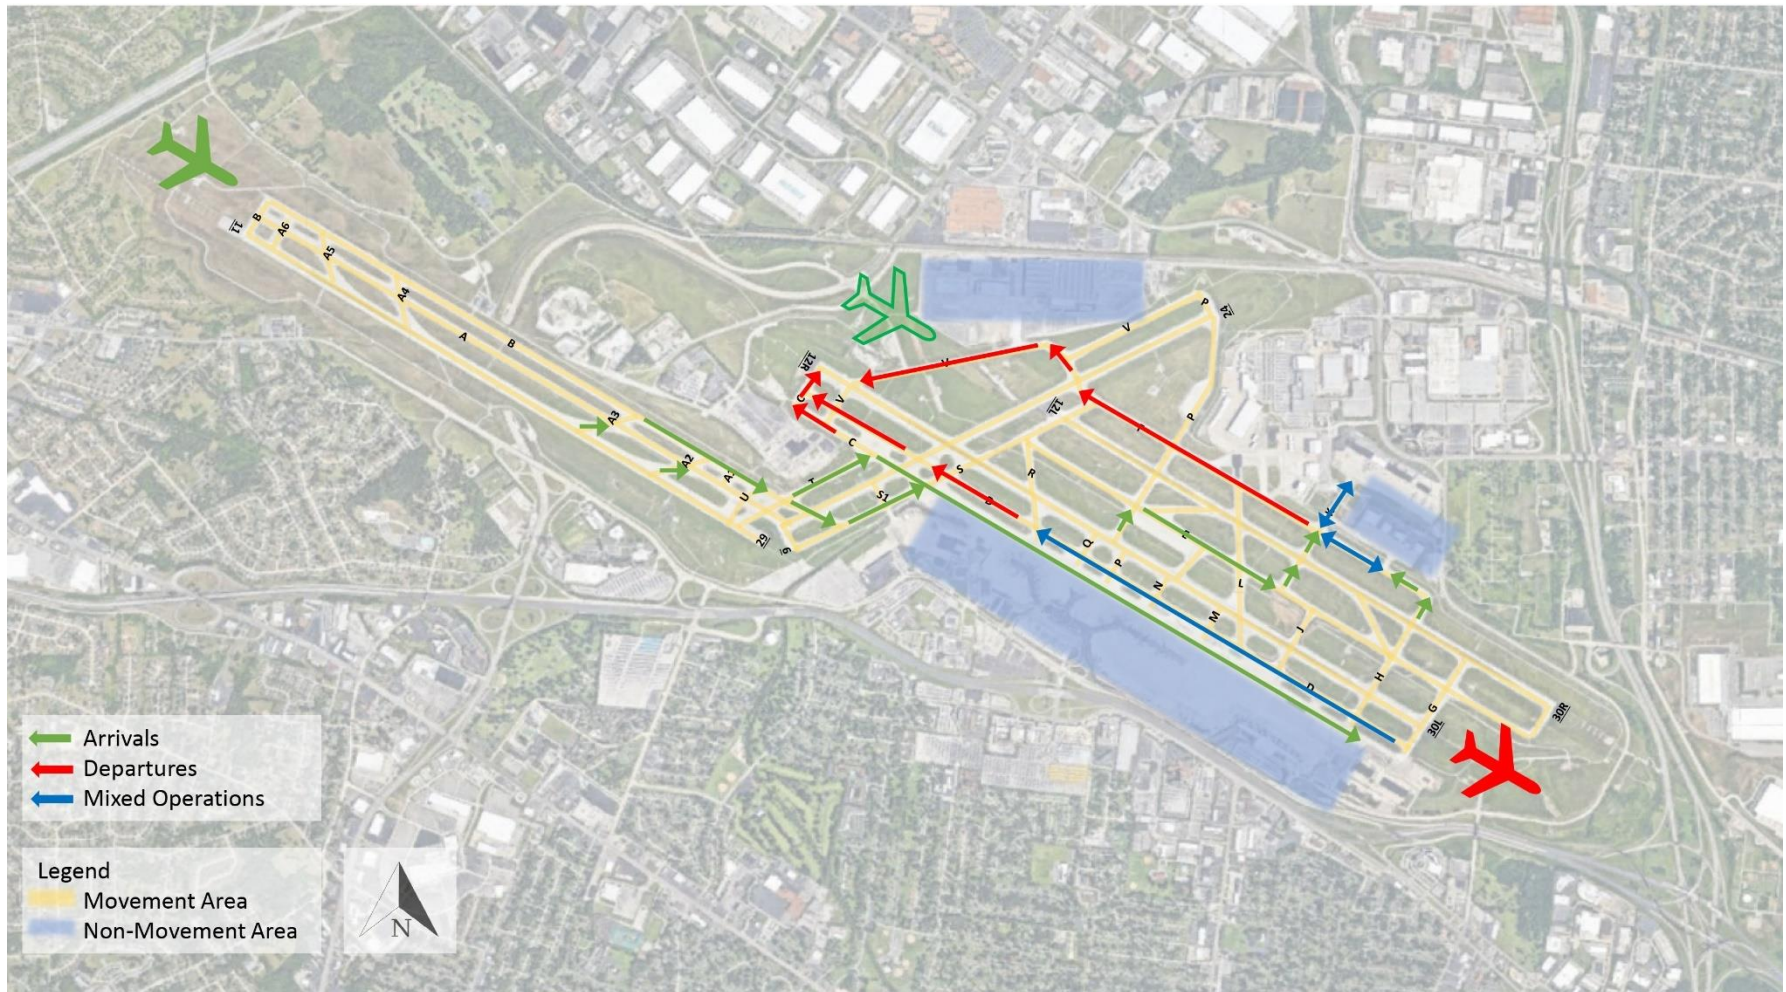 B
11
A6
A5
A4
A
B
A3
A2
U
29
6
T
S1
12R
C
V
C
V
V
P
24
12L
P
S
R
D
Q
P
N
M
L
E
J
K
H
D
G
30L
30R
Arrivals
Departures
Mixed Operations
Legend
Movement Area
Non-Movement Area
N